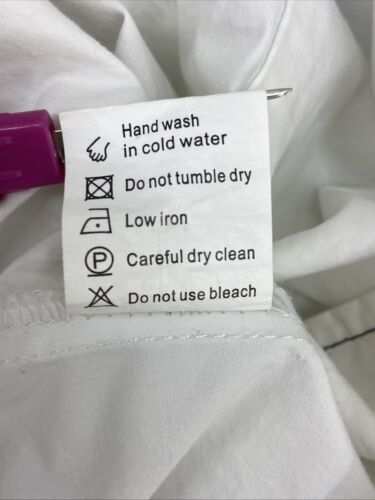 Hand wash
in cold water
Do not tumble dry
Low iron
P
Careful dry clean
Do not use bleach